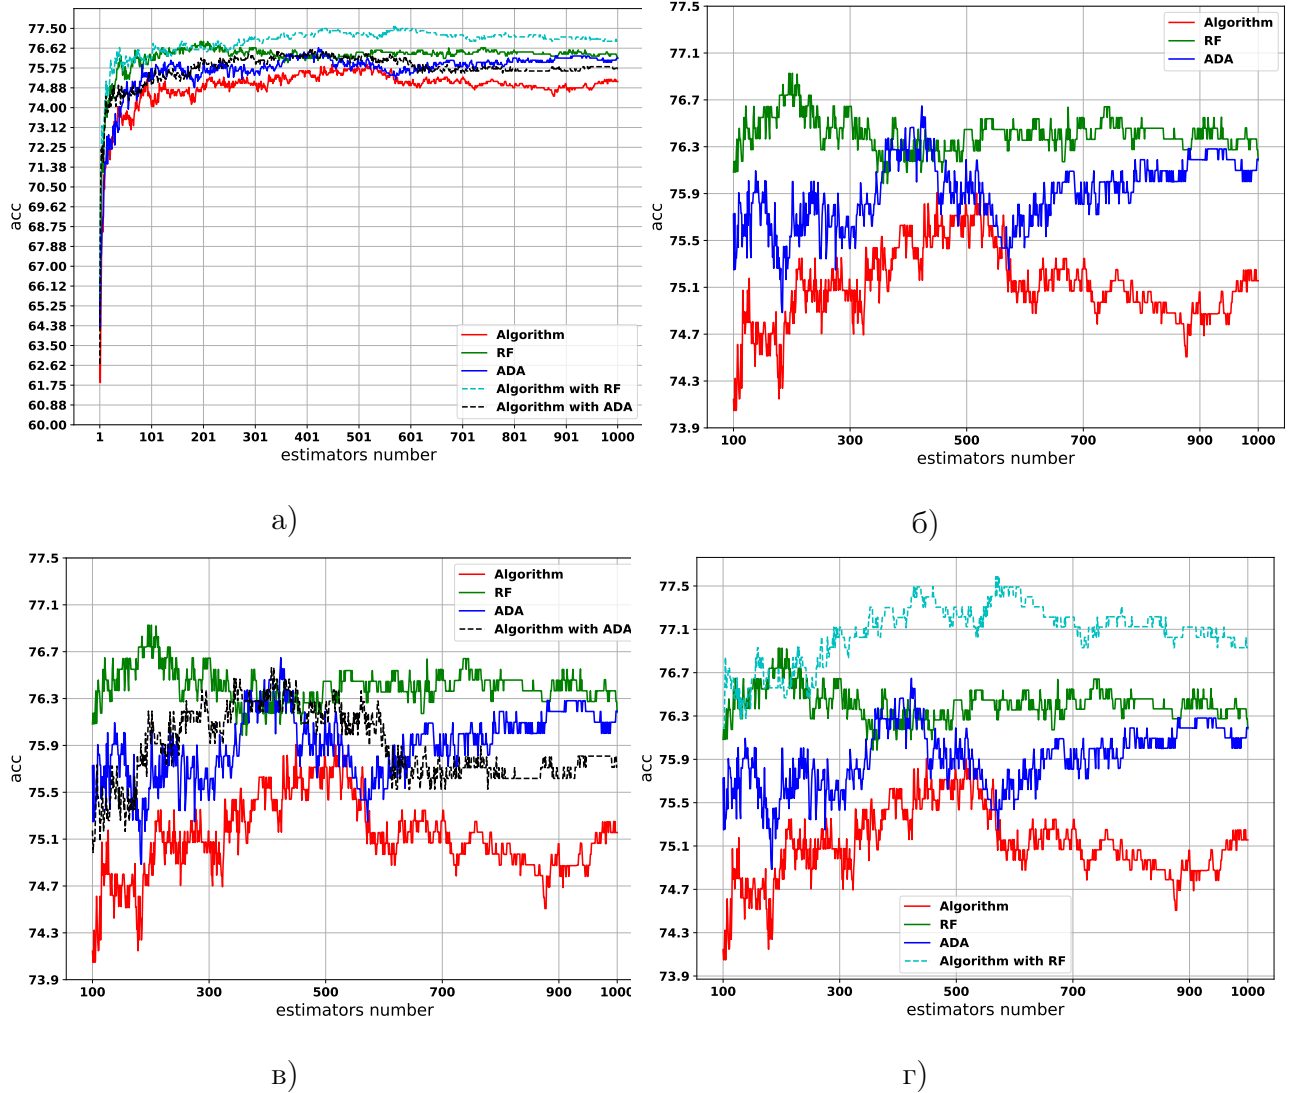 77.50
76.62
75.75
74.88
74.00
73.12
72.25
71.38
70.50
69.62
68.75
67.88
67.00
66.12
65.25
64.38
63.50
62.62
61.75
60.88
60.00
acc
1 101 201 301 401 501 601 701 801 901 1000
estimators number
Algorithm
RF
ADA
Algorithm with RF
Algorithm with ADA
а)
77.5
77.1
76.7
76.3
75.9
75.5
75.1
74.7
74.3
73.9
acc
100 300 500 700 900 1000
estimators number
Algorithm
RF
ADA
б)
77.5
77.1
76.7
76.3
75.9
75.5
75.1
74.7
74.3
73.9
acc
100 300 500 700 900 1000
estimators number
Algorithm
RF
ADA
Algorithm with ADA
в)
77.5
77.1
76.7
76.3
75.9
75.5
75.1
74.7
74.3
73.9
acc
100 300 500 700 900 1000
estimators number
Algorithm
RF
ADA
Algorithm with RF
г)